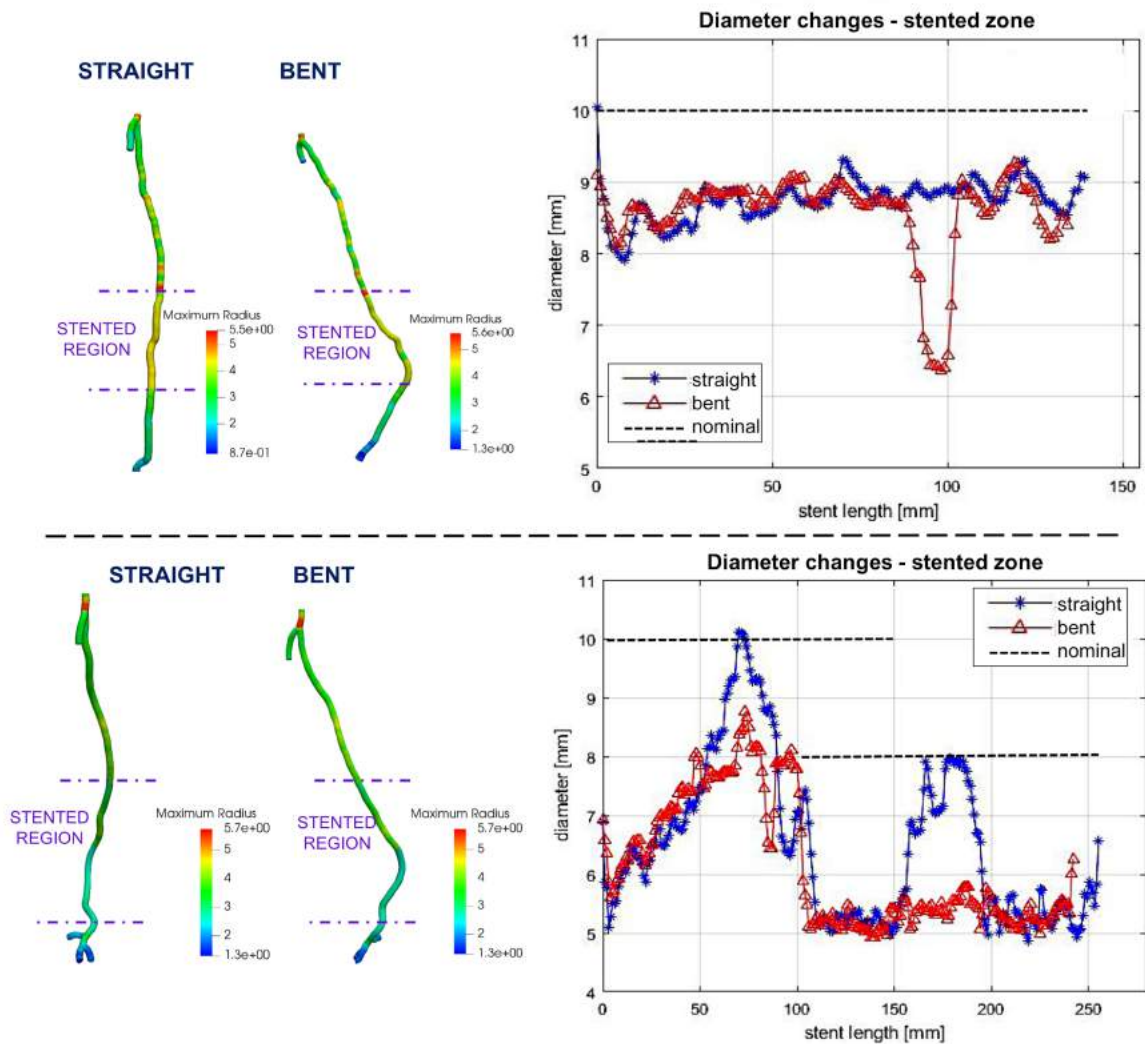 STRAIGHT
BENT
STENTED
REGION
Maximum Radius
5.5e+00
5
4
3
2
8.7e-01
STENTED
REGION
Maximum Radius
5.6e+00
5
4
3
2
1.3e+00
Diameter changes - stented zone
11
10
9
8
7
6
5
diameter [mm]
straight
bent
nominal
0
50
100
150
stent length [mm]
STRAIGHT
BENT
STENTED
REGION
Maximum Radius
5.7e+00
5
4
3
2
1.3e+00
STENTED
REGION
Maximum Radius
5.7e+00
5
4
3
2
1.3e+00
Diameter changes - stented zone
11
10
9
8
7
6
5
4
diameter [mm]
straight
bent
nominal
0
50
100
150
200
250
stent length [mm]